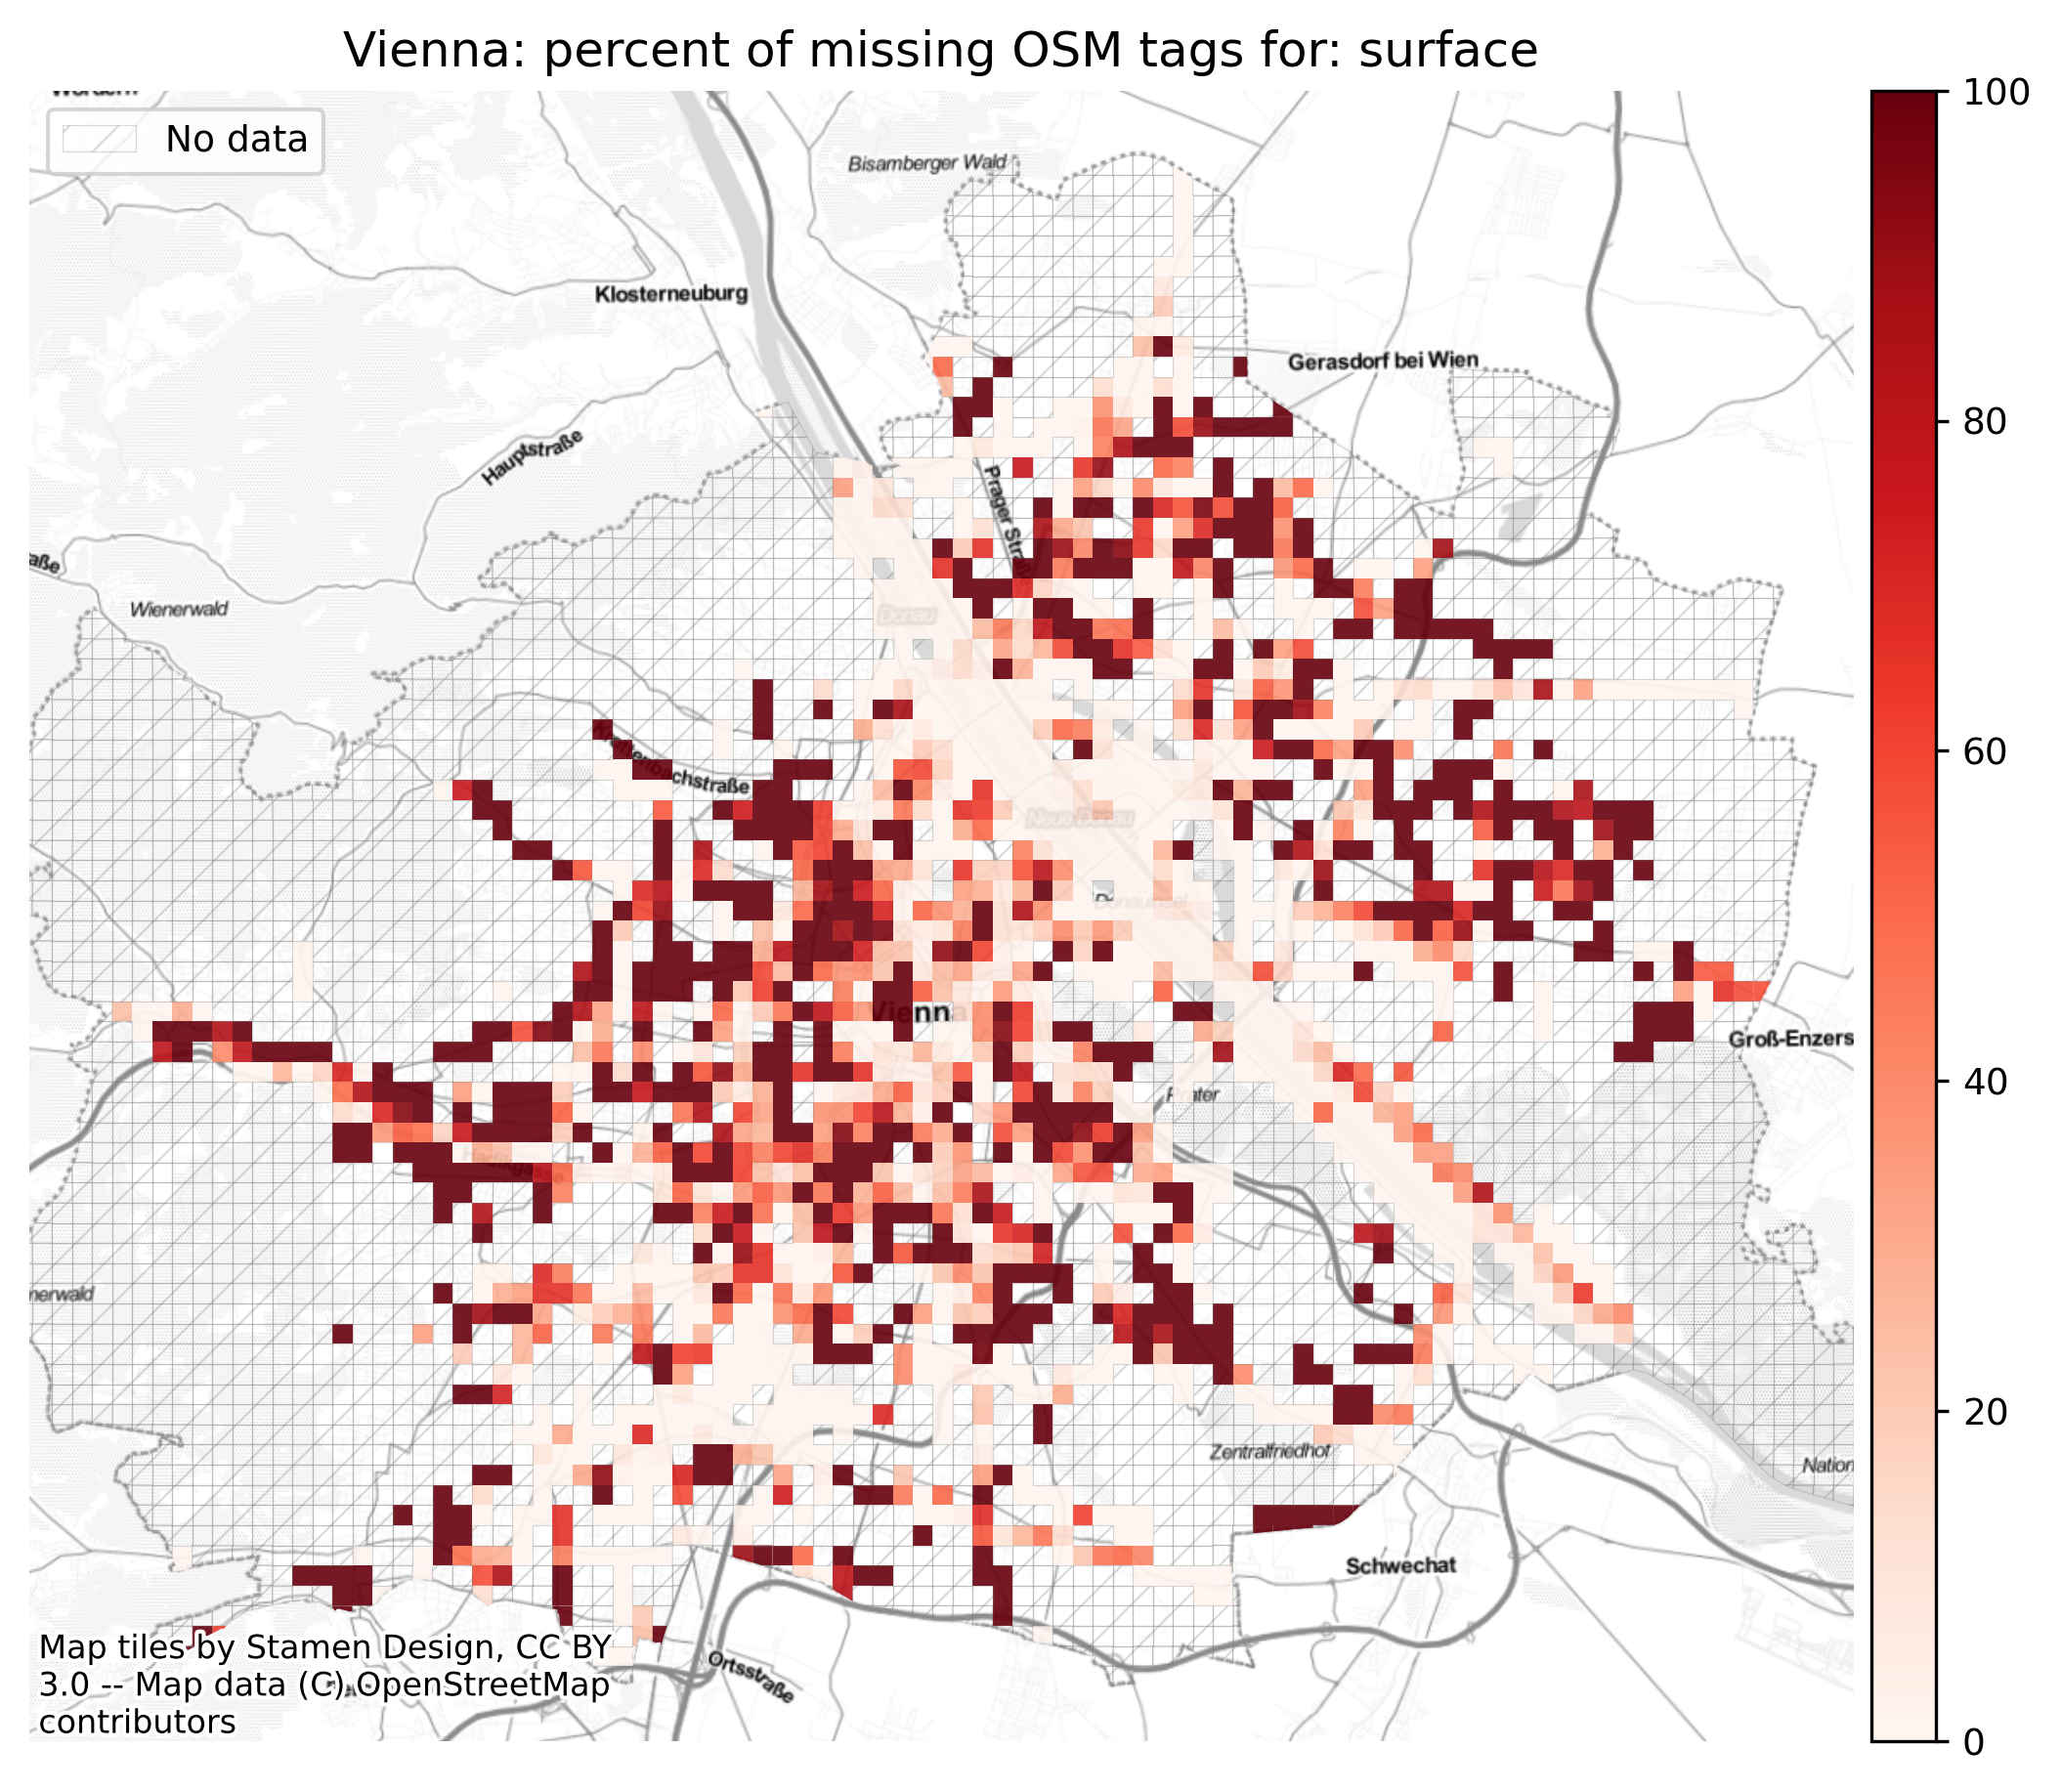 Vienna: percent of missing OSM tags for: surface
No data
Bisamberger Wald
Klosterneuburg
Gerasdorf bei Wien
Hauptstraße
Prager Straße
aße
Wienerwald
Donau
Neue Donau
Donauinsel
Vienna
Groß-Enzers
Prater
Hadikgasse
nerwald
Zentralfriedhof
Nation
Schwechat
Ortsstraße
Map tiles by Stamen Design, CC BY
3.0 -- Map data (C) OpenStreetMap
contributors
100
80
60
40
20
0